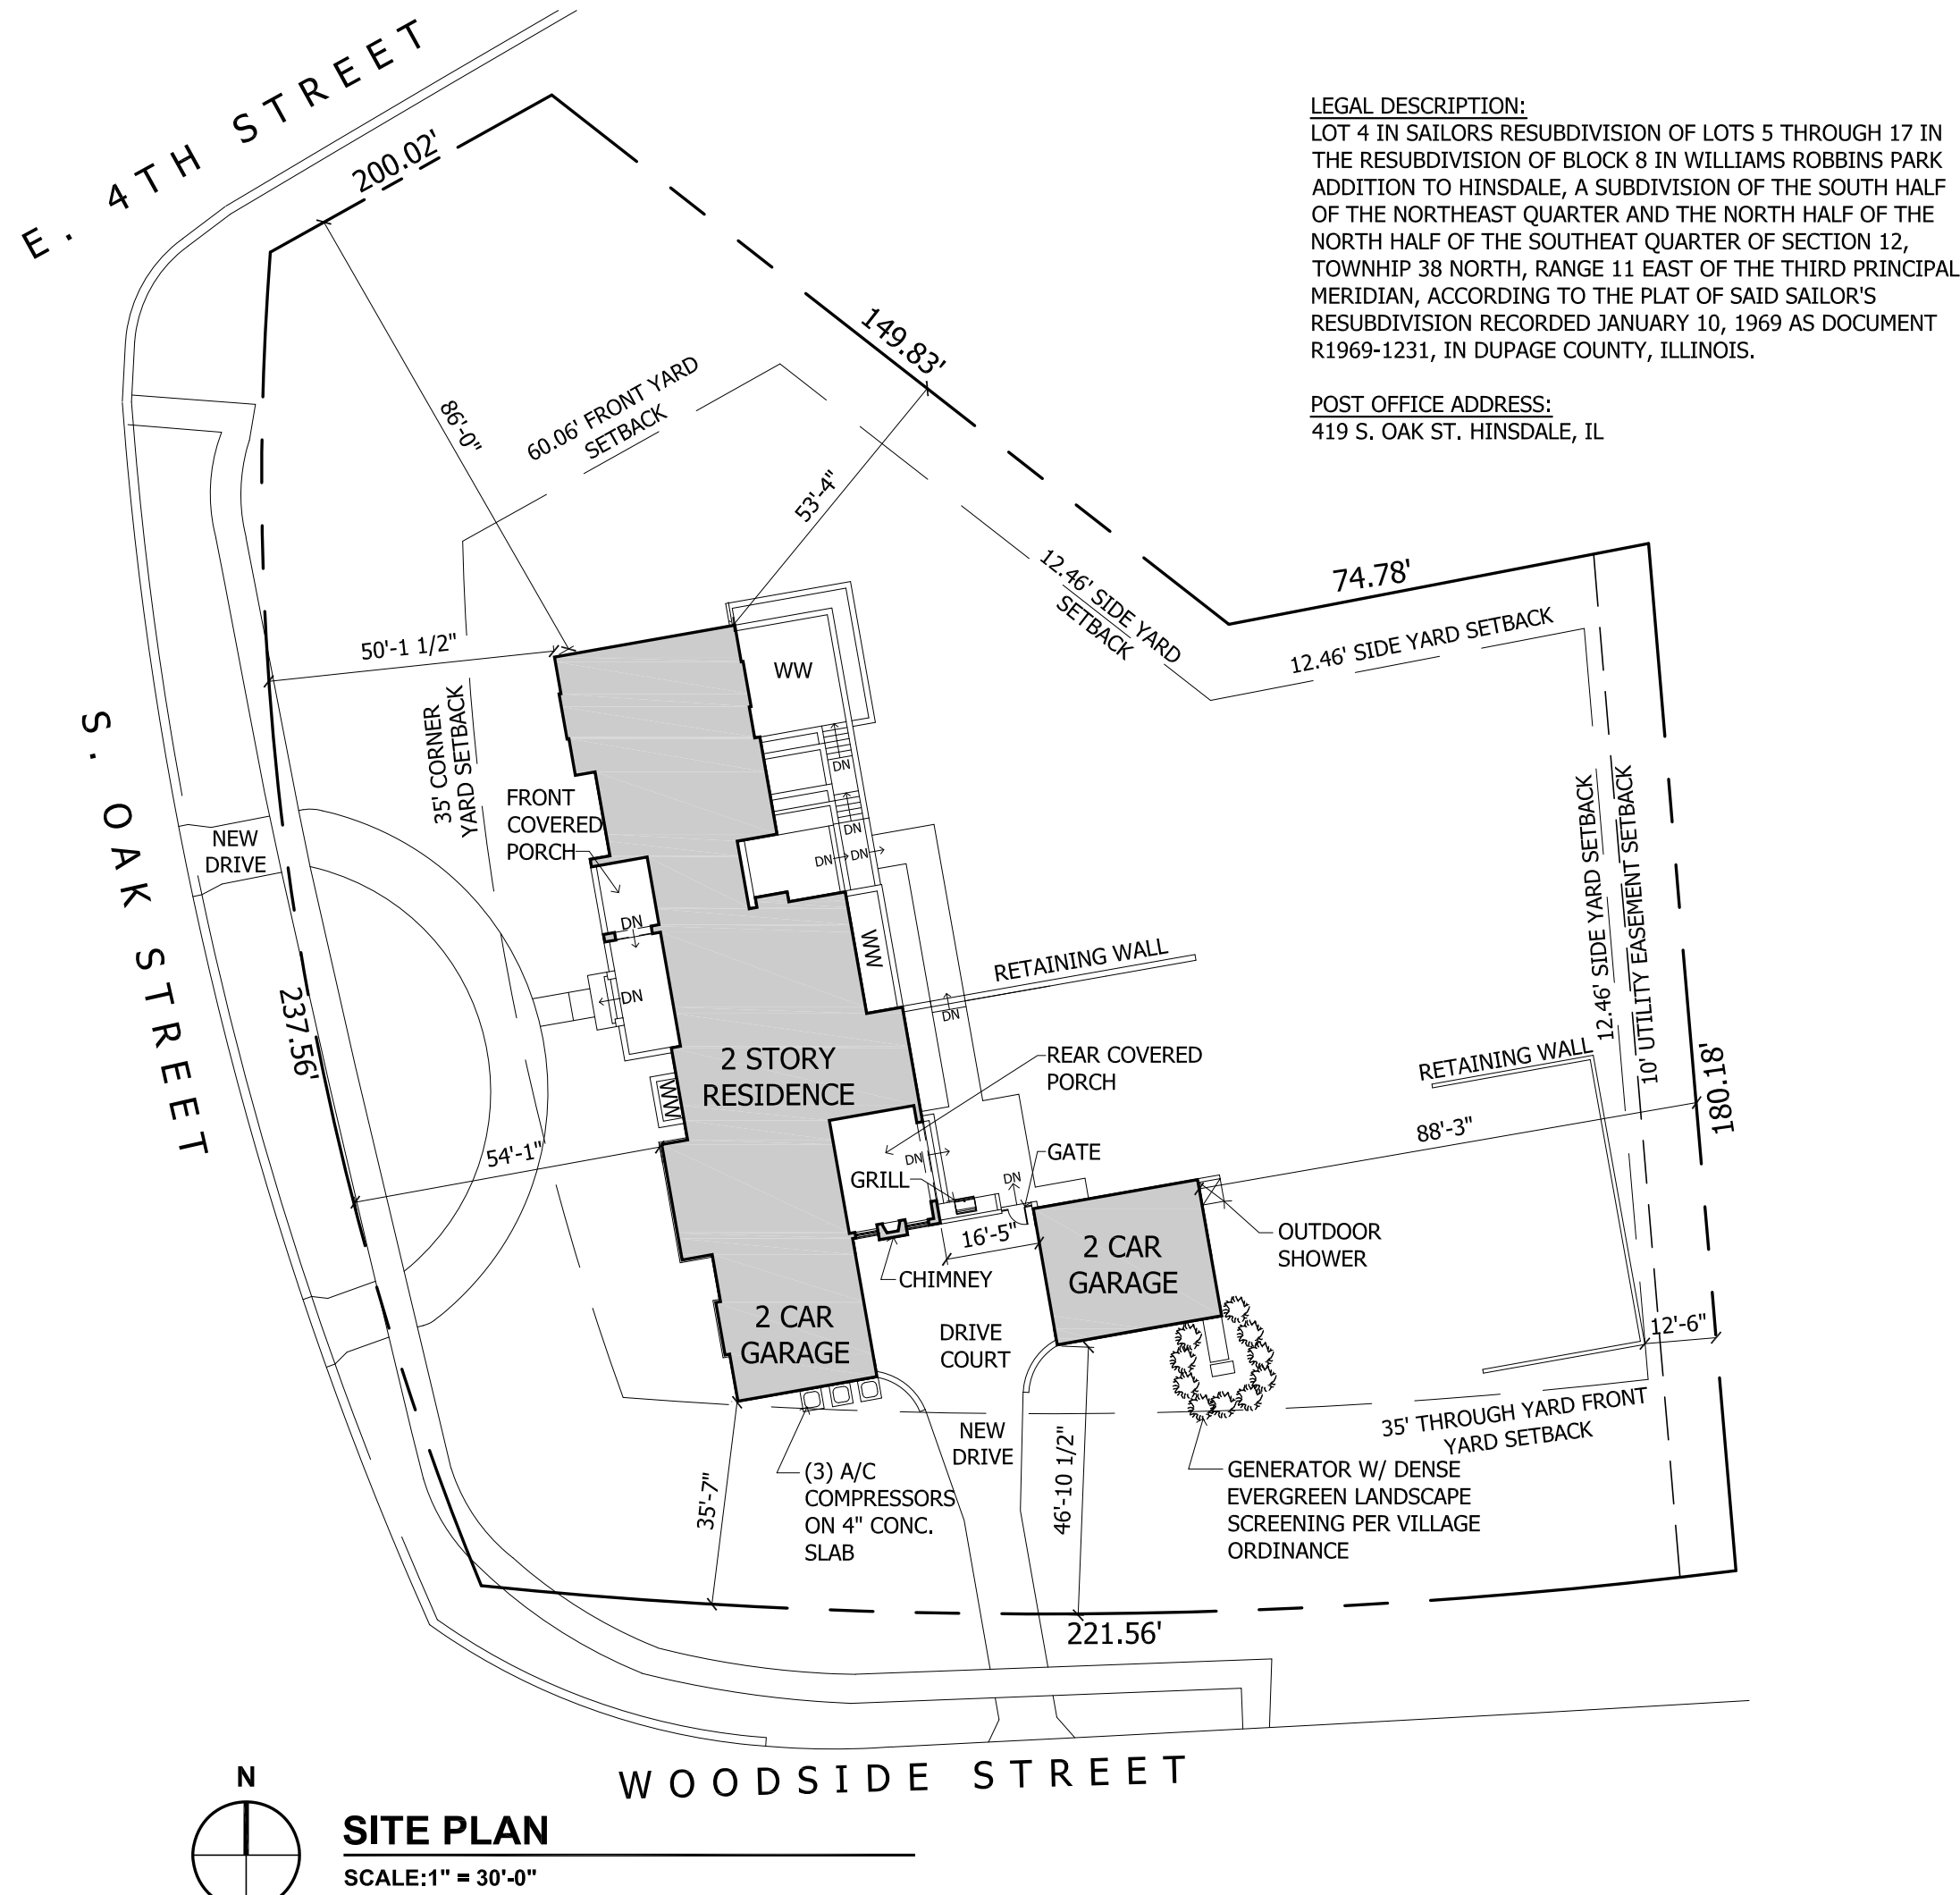 E. 4TH STREET
200.02'
LEGAL DESCRIPTION:
LOT 4 IN SAILORS RESUBDIVISION OF LOTS 5 THROUGH 17 IN
THE RESUBDIVISION OF BLOCK 8 IN WILLIAMS ROBBINS PARK
ADDITION TO HINSDALE, A SUBDIVISION OF THE SOUTH HALF
OF THE NORTHEAST QUARTER AND THE NORTH HALF OF THE
NORTH HALF OF THE SOUTHEAT QUARTER OF SECTION 12,
TOWNHIP 38 NORTH, RANGE 11 EAST OF THE THIRD PRINCIPAL
MERIDIAN, ACCORDING TO THE PLAT OF SAID SAILOR'S
RESUBDIVISION RECORDED JANUARY 10, 1969 AS DOCUMENT
R1969-1231, IN DUPAGE COUNTY, ILLINOIS.
POST OFFICE ADDRESS:
419 S. OAK ST. HINSDALE, IL
149.83'
86'-0"
60.06' FRONT YARD
SETBACK
53'-4"
12.46' SIDE YARD
SETBACK
74.78'
12.46' SIDE YARD SETBACK
50'-1 1/2"
WW
35' CORNER
YARD SETBACK
S. OAK STREET
FRONT
COVERED
PORCH
NEW
DRIVE
DN
DN
DN
DN
DN
DN
WW
RETAINING WALL
DN
12.46' SIDE YARD SETBACK
10' UTILITY EASEMENT SETBACK
237.56'
2 STORY
RESIDENCE
WW
REAR COVERED
PORCH
RETAINING WALL
180.18'
88'-3"
54'-1"
DN
GRILL
DN
GATE
16'-5"
OUTDOOR
SHOWER
CHIMNEY
2 CAR
GARAGE
2 CAR
GARAGE
DRIVE
COURT
12'-6"
35' THROUGH YARD FRONT
YARD SETBACK
NEW
DRIVE
35'-7"
(3) A/C
COMPRESSORS
ON 4" CONC.
SLAB
46'-10 1/2"
GENERATOR W/ DENSE
EVERGREEN LANDSCAPE
SCREENING PER VILLAGE
ORDINANCE
221.56'
WOODSIDE STREET
N
SITE PLAN
SCALE:1" = 30'-0"